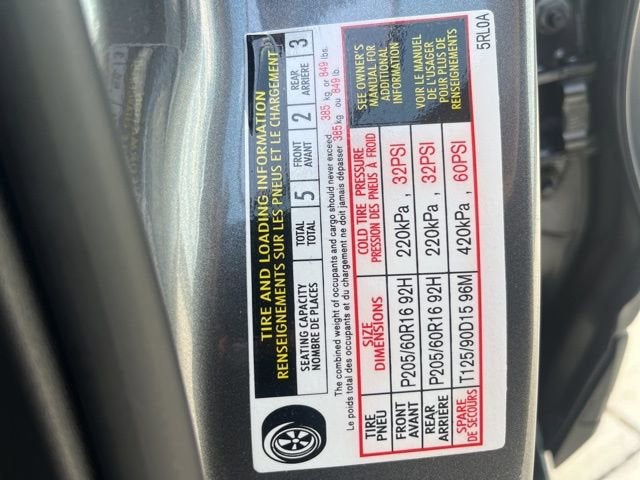 TIRE AND LOADING INFORMATION
RENSEIGNEMENTS SUR LES PNEUS ET LE CHARGEMENT
SEATING CAPACITY
NOMBRE DE PLACES
TOTAL
TOTAL
5
FRONT
AVANT
2
REAR
ARRIÈRE
3
The combined weight of occupants and cargo should never exceed 385 kg or 849 lbs.
Le poids total des occupants et du chargement ne doit jamais dépasser 385 kg ou 849 lb.
TIRE
PNEU
SIZE
DIMENSIONS
COLD TIRE PRESSURE
PRESSION DES PNEUS À FROID
FRONT
AVANT
P205/60R16 92H
220kPa , 32PSI
REAR
ARRIÈRE
P205/60R16 92H
220kPa , 32PSI
SPARE
DE SECOURS
T125/90D15 96M
420kPa , 60PSI
SEE OWNER'S
MANUAL FOR
ADDITIONAL
INFORMATION
VOIR LE MANUEL
DE L'USAGER
POUR PLUS DE
RENSEIGNEMENTS
5RL0A